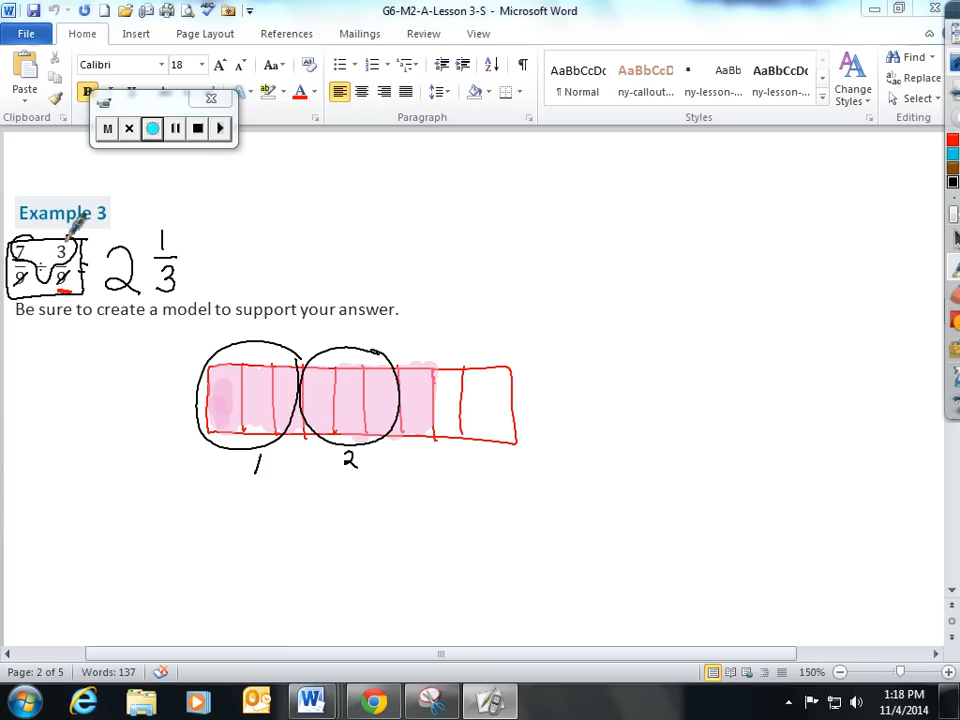 G6-M2-A-Lesson 3-S - Microsoft Word
File Home Insert Page Layout References Mailings Review View
Calibri 18 Aa
AaBbCcDc AaBbCcD AaBb AaBbCcDc
Find
Replace
Select
Paste B
¶ Normal ny-callout... ny-lesson-... ny-lesson-...
Change Styles
Clipboard Paragraph Styles Editing
M
Example 3
7/9 ÷ 3/9 = 2 1/3
Be sure to create a model to support your answer.
1 2
Page: 2 of 5 Words: 137 150%
1:18 PM
11/4/2014